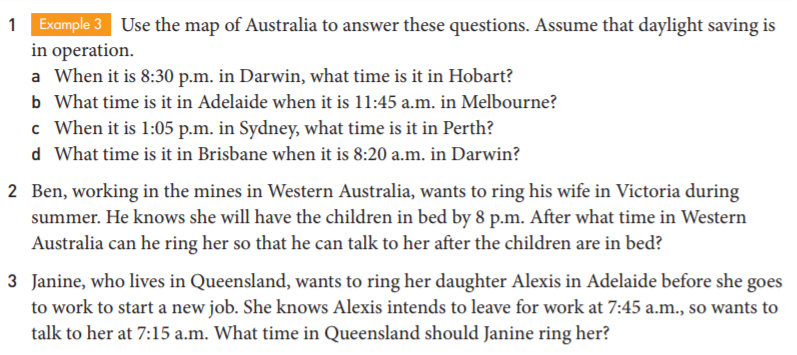 1 Example 3 Use the map of Australia to answer these questions. Assume that daylight saving is
in operation.
a When it is 8:30 p.m. in Darwin, what time is it in Hobart?
b What time is it in Adelaide when it is 11:45 a.m. in Melbourne?
c When it is 1:05 p.m. in Sydney, what time is it in Perth?
d What time is it in Brisbane when it is 8:20 a.m. in Darwin?
2 Ben, working in the mines in Western Australia, wants to ring his wife in Victoria during
summer. He knows she will have the children in bed by 8 p.m. After what time in Western
Australia can he ring her so that he can talk to her after the children are in bed?
3 Janine, who lives in Queensland, wants to ring her daughter Alexis in Adelaide before she goes
to work to start a new job. She knows Alexis intends to leave for work at 7:45 a.m., so wants to
talk to her at 7:15 a.m. What time in Queensland should Janine ring her?